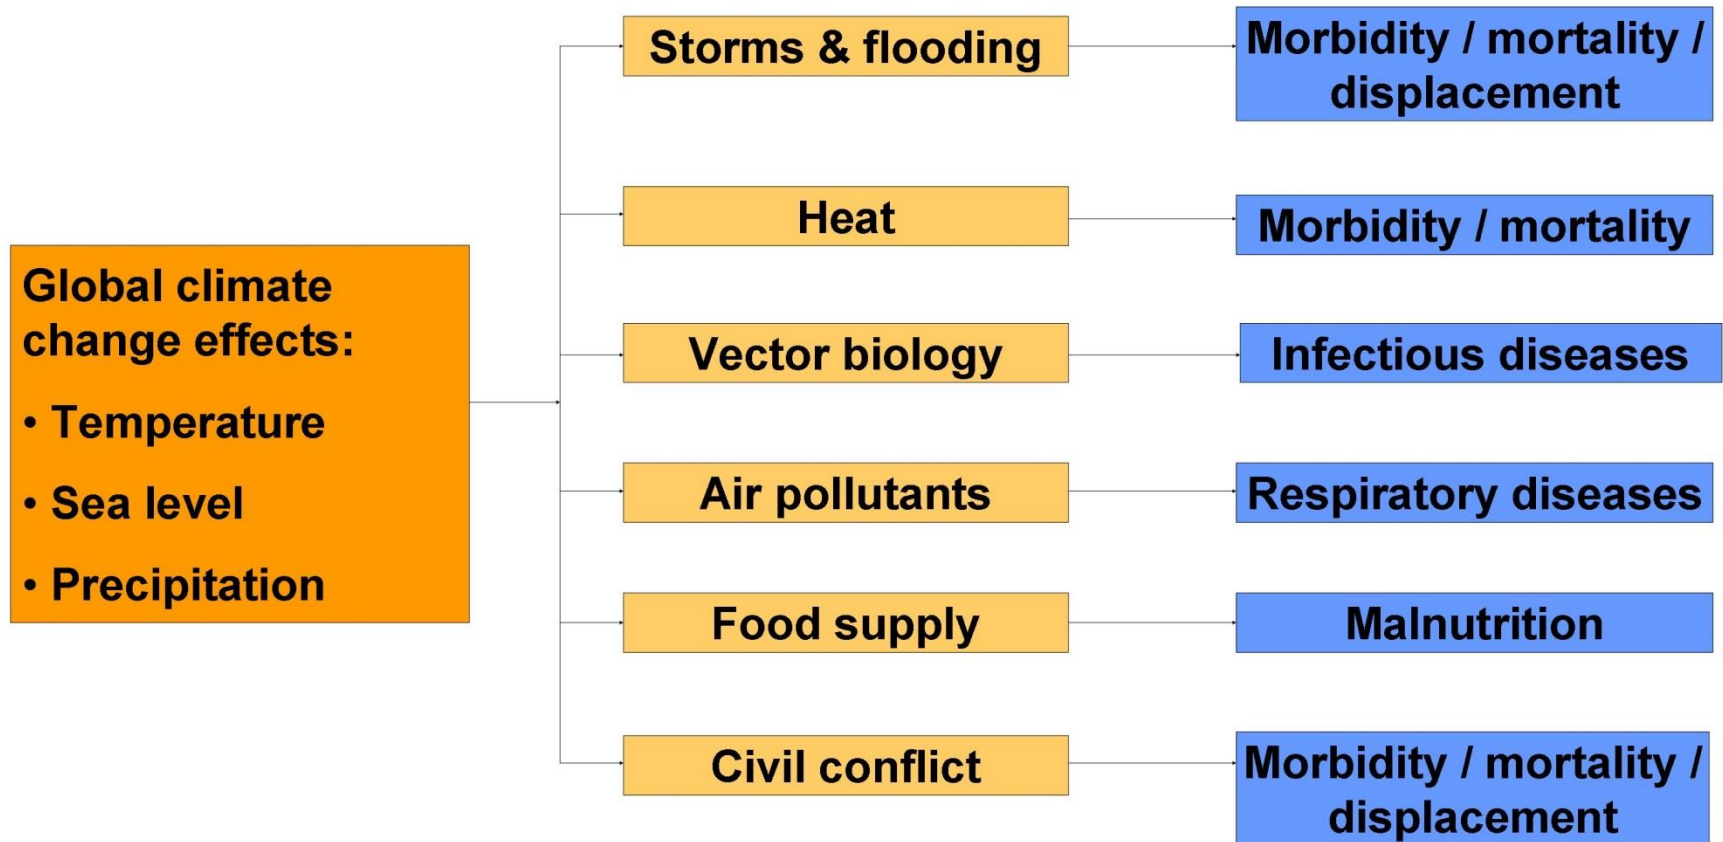 Global climate
change effects:
• Temperature
• Sea level
• Precipitation
Storms & flooding
Morbidity / mortality /
displacement
Heat
Morbidity / mortality
Vector biology
Infectious diseases
Air pollutants
Respiratory diseases
Food supply
Malnutrition
Civil conflict
Morbidity / mortality /
displacement